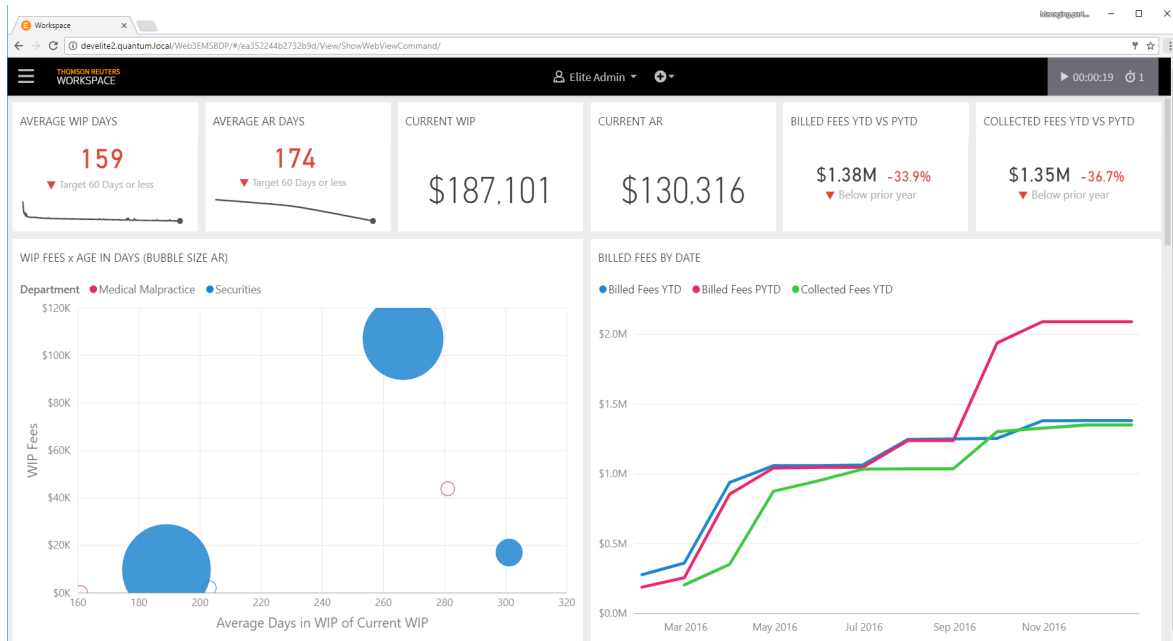 Workspace
Managing part...
develite2.quantum.local/Web3EMSBDP/#/ea352244b2732b9d/View/ShowWebViewCommand/
THOMSON REUTERS
WORKSPACE
Elite Admin
00:00:19
1
AVERAGE WIP DAYS
159
Target 60 Days or less
AVERAGE AR DAYS
174
Target 60 Days or less
CURRENT WIP
$187,101
CURRENT AR
$130,316
BILLED FEES YTD VS PYTD
$1.38M -33.9%
Below prior year
COLLECTED FEES YTD VS PYTD
$1.35M -36.7%
Below prior year
WIP FEES x AGE IN DAYS (BUBBLE SIZE AR)
Department Medical Malpractice Securities
$120K
$100K
$80K
$60K
$40K
$20K
$0K
WIP Fees
160 180 200 220 240 260 280 300 320
Average Days in WIP of Current WIP
BILLED FEES BY DATE
Billed Fees YTD Billed Fees PYTD Collected Fees YTD
$2.0M
$1.5M
$1.0M
$0.5M
$0.0M
Mar 2016 May 2016 Jul 2016 Sep 2016 Nov 2016